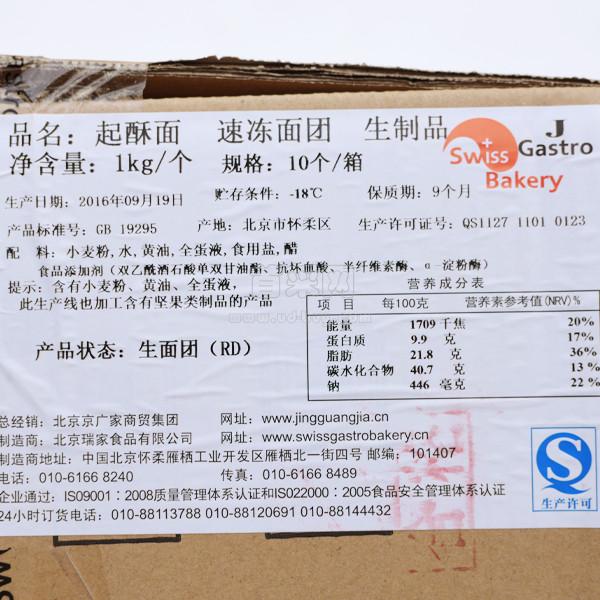 品名：起酥面 速冻面团 生制品
J
Swiss Gastro
Bakery
净含量：1kg/个 规格：10个/箱
生产日期：2016年09月19日 贮存条件：-18℃ 保质期：9个月
产品标准号：GB 19295 产地：北京市怀柔区 生产许可证号：QS1127 1101 0123
配 料：小麦粉,水,黄油,全蛋液,食用盐,醋
食品添加剂（双乙酰酒石酸单双甘油酯、抗坏血酸、半纤维素酶、α-淀粉酶）
提示：含有小麦粉、黄油、全蛋液，
此生产线也加工含有坚果类制品的产品
产品状态：生面团（RD）
营养成分表
项 目 每100克 营养素参考值(NRV)%
能量 1709 千焦 20%
蛋白质 9.9 克 17%
脂肪 21.8 克 36%
碳水化合物 40.7 克 13%
钠 446 毫克 22%
总经销：北京京广家商贸集团 网址：www.jingguangjia.cn
制造商：北京瑞家食品有限公司 网址：www.swissgastrobakery.cn
制造商地址：中国北京怀柔雁栖工业开发区雁栖北一街四号 邮编：101407
电话：010-6166 8240 传真：010-6166 8489
企业通过：ISO9001：2008质量管理体系认证和ISO22000：2005食品安全管理体系认证
24小时订货电话：010-88113788 010-88120691 010-88144432
QS
生产许可